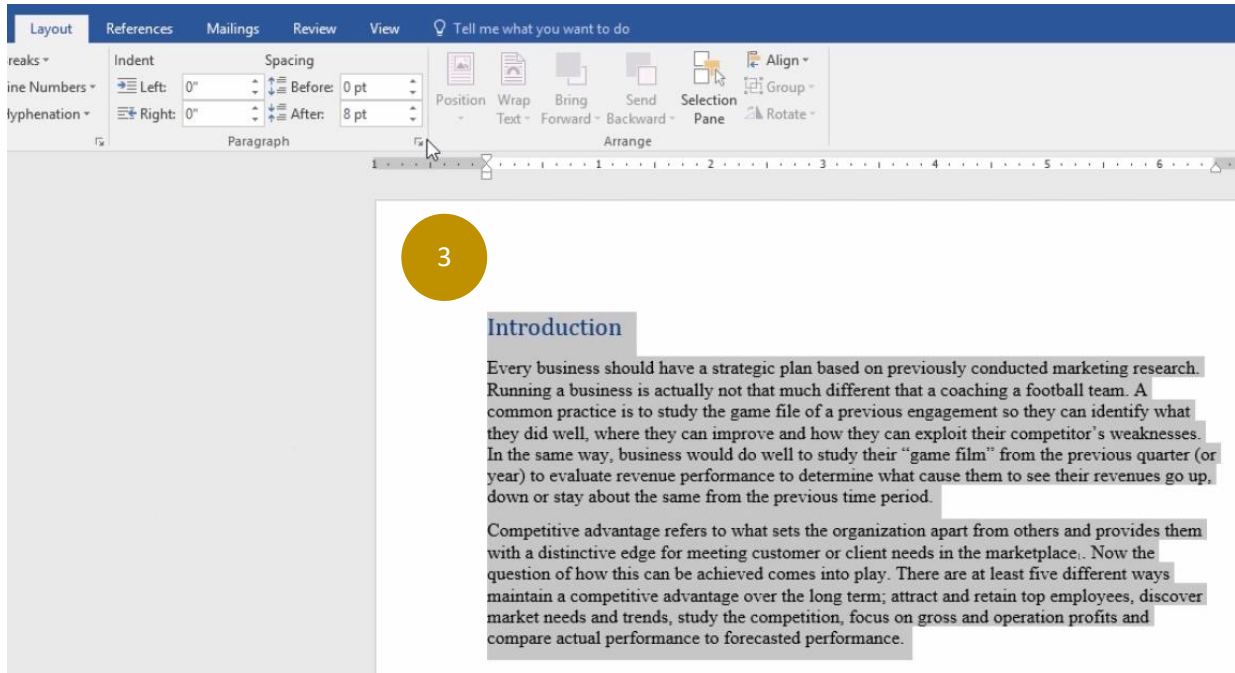 Layout References Mailings Review View Tell me what you want to do
reaks Indent Spacing Align
ine Numbers Left: 0" Before: 0 pt Position Wrap Bring Send Selection Group
Hyphenation Right: 0" After: 8 pt Text Forward Backward Pane Rotate
Paragraph Arrange
1 1 2 3 4 5 6
3
Introduction
Every business should have a strategic plan based on previously conducted marketing research.
Running a business is actually not that much different that a coaching a football team. A
common practice is to study the game file of a previous engagement so they can identify what
they did well, where they can improve and how they can exploit their competitor’s weaknesses.
In the same way, business would do well to study their “game film” from the previous quarter (or
year) to evaluate revenue performance to determine what cause them to see their revenues go up,
down or stay about the same from the previous time period.
Competitive advantage refers to what sets the organization apart from others and provides them
with a distinctive edge for meeting customer or client needs in the marketplace₁. Now the
question of how this can be achieved comes into play. There are at least five different ways
maintain a competitive advantage over the long term; attract and retain top employees, discover
market needs and trends, study the competition, focus on gross and operation profits and
compare actual performance to forecasted performance.